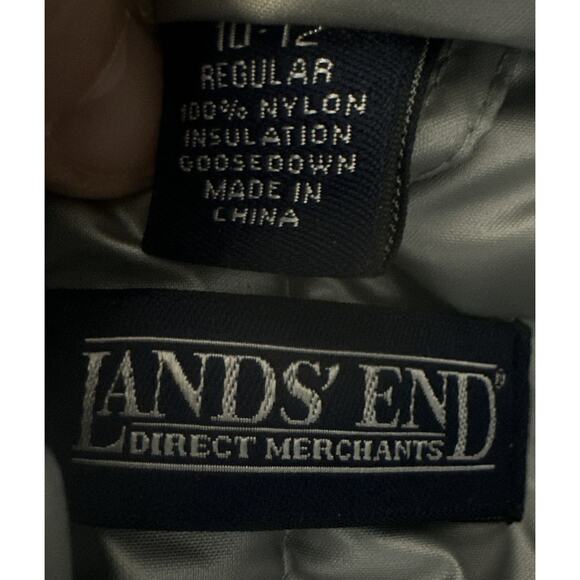 10-12
REGULAR
100% NYLON
INSULATION
GOOSEDOWN
MADE IN
CHINA
LANDS' END®
DIRECT MERCHANTS